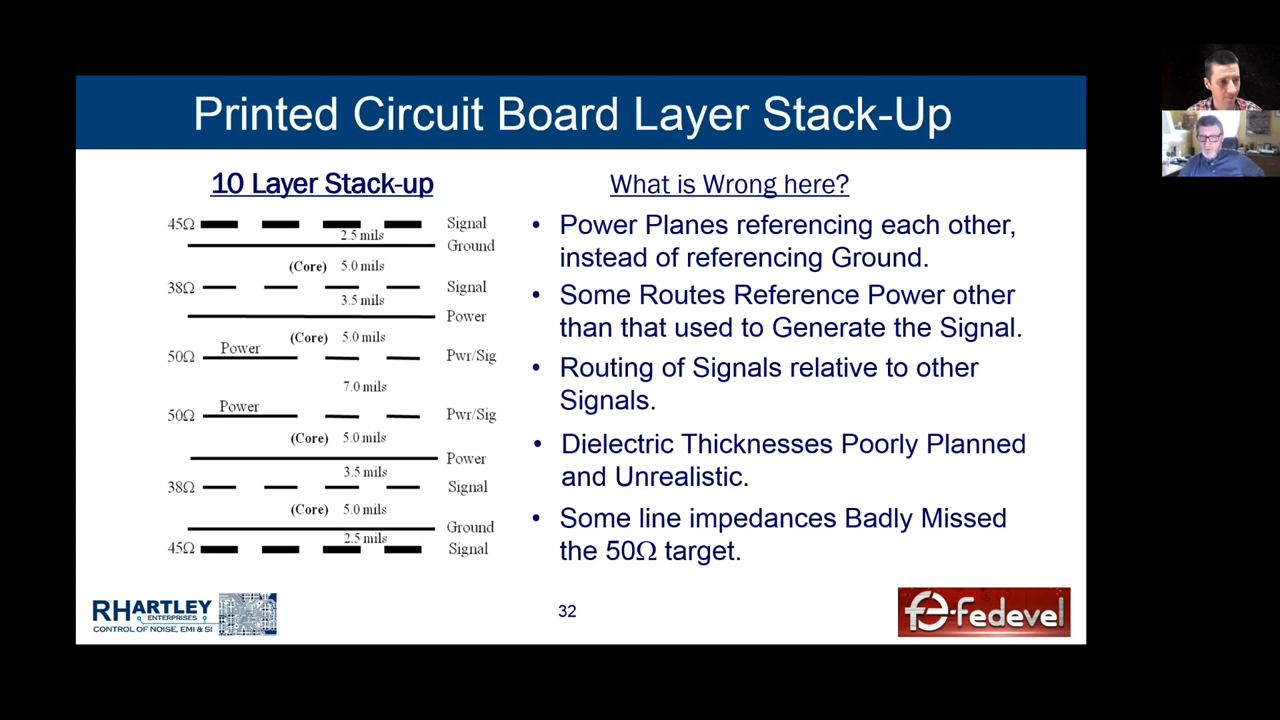 Printed Circuit Board Layer Stack-Up
10 Layer Stack-up
45Ω Signal
2.5 mils
Ground
(Core) 5.0 mils
38Ω Signal
3.5 mils
Power
(Core) 5.0 mils
50Ω Power Pwr/Sig
7.0 mils
50Ω Power Pwr/Sig
(Core) 5.0 mils
Power
3.5 mils
38Ω Signal
(Core) 5.0 mils
Ground
2.5 mils
45Ω Signal
What is Wrong here?
• Power Planes referencing each other,
instead of referencing Ground.
• Some Routes Reference Power other
than that used to Generate the Signal.
• Routing of Signals relative to other
Signals.
• Dielectric Thicknesses Poorly Planned
and Unrealistic.
• Some line impedances Badly Missed
the 50Ω target.
RHARTLEY
ENTERPRISES
CONTROL OF NOISE, EMI & SI
32
fedevel